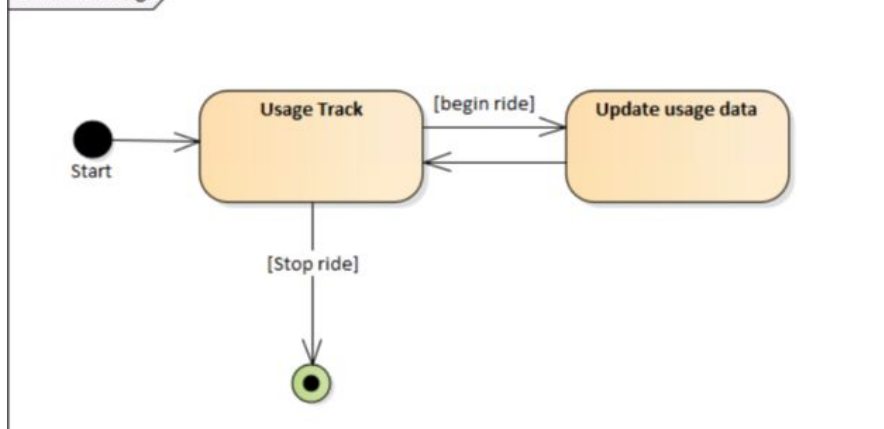 Usage Track
[begin ride]
Update usage data
Start
[Stop ride]